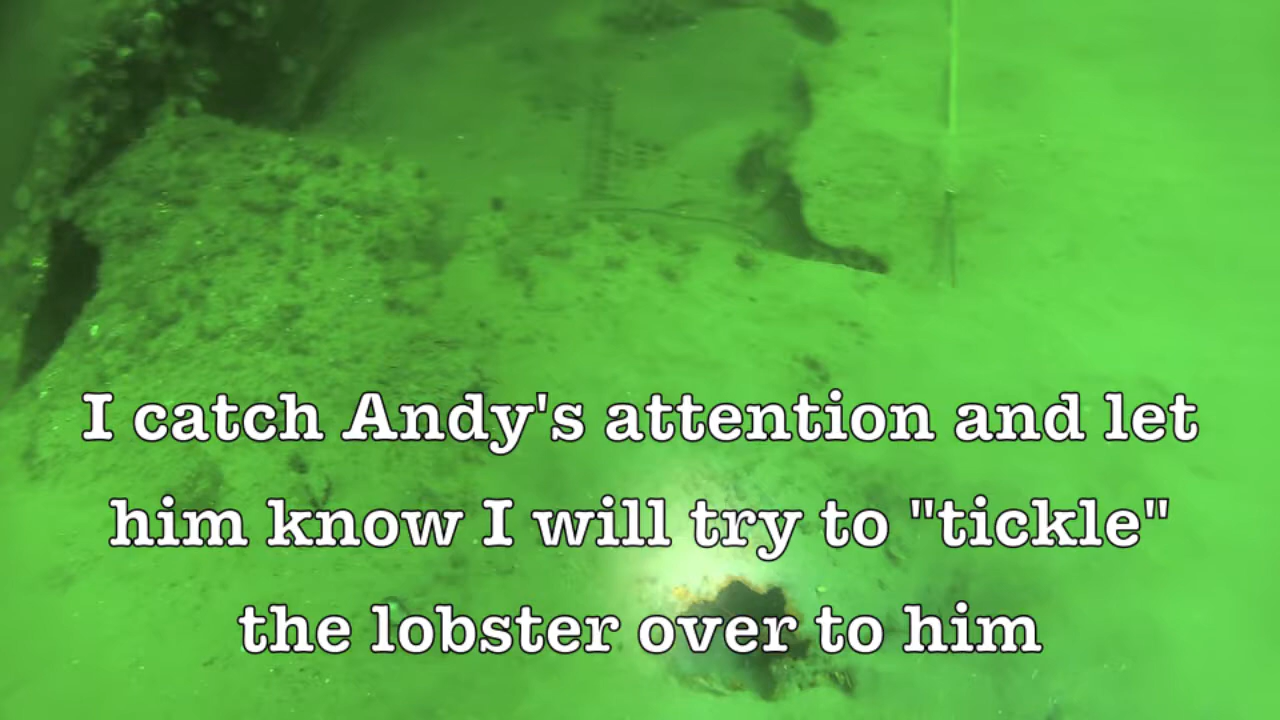 I catch Andy's attention and let
him know I will try to "tickle"
the lobster over to him